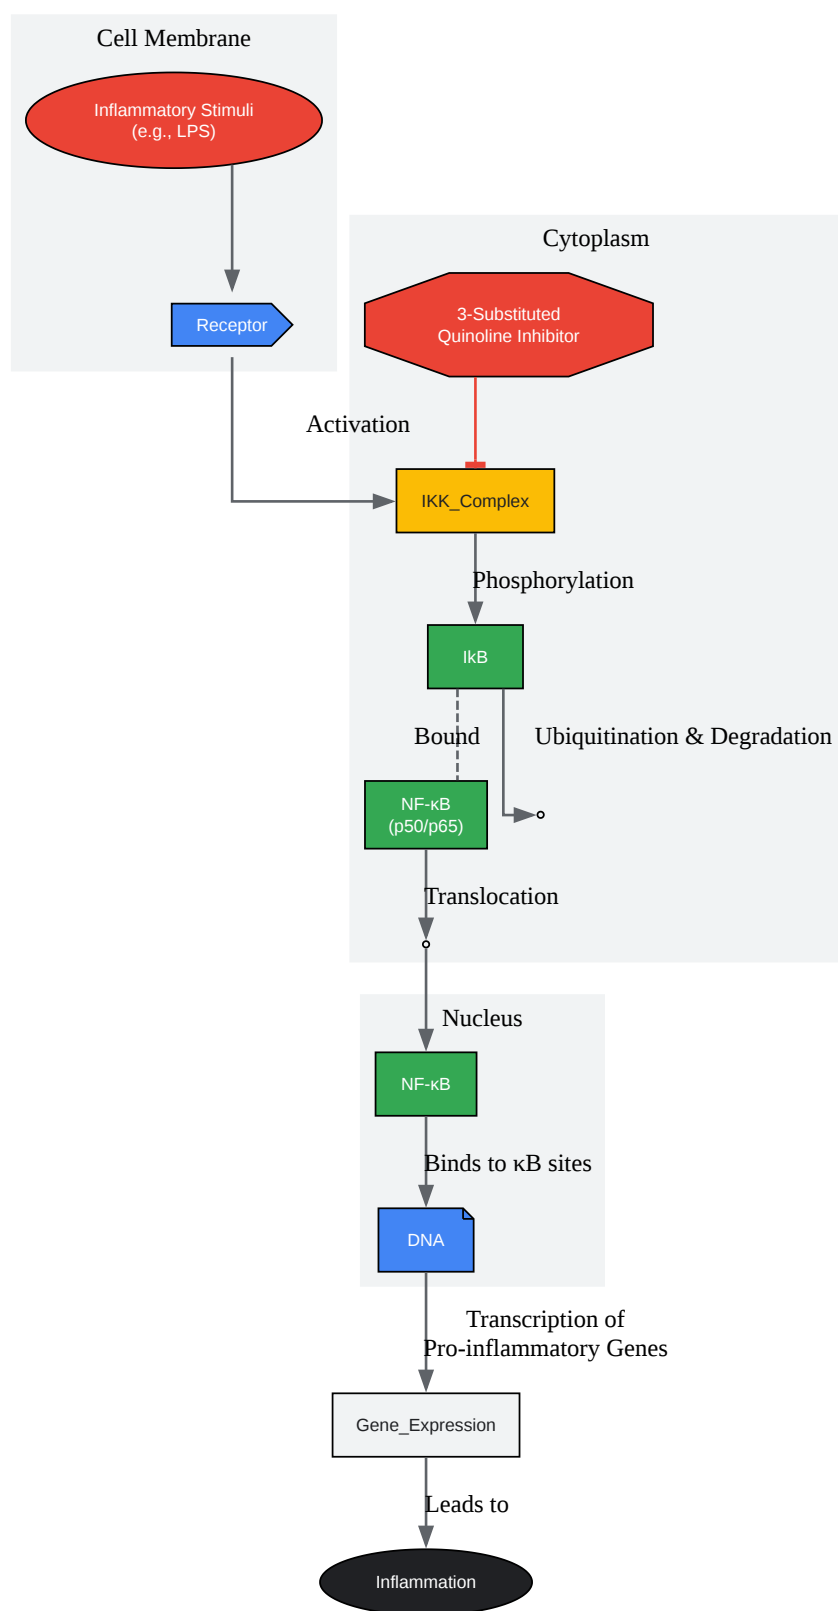 Cell Membrane
Inflammatory Stimuli
(e.g., LPS)
Receptor
Cytoplasm
3-Substituted
Quinoline Inhibitor
Activation
IKK_Complex
Phosphorylation
IkB
Bound
Ubiquitination & Degradation
NF-κB
(p50/p65)
Translocation
Nucleus
NF-κB
Binds to κB sites
DNA
Transcription of
Pro-inflammatory Genes
Gene_Expression
Leads to
Inflammation